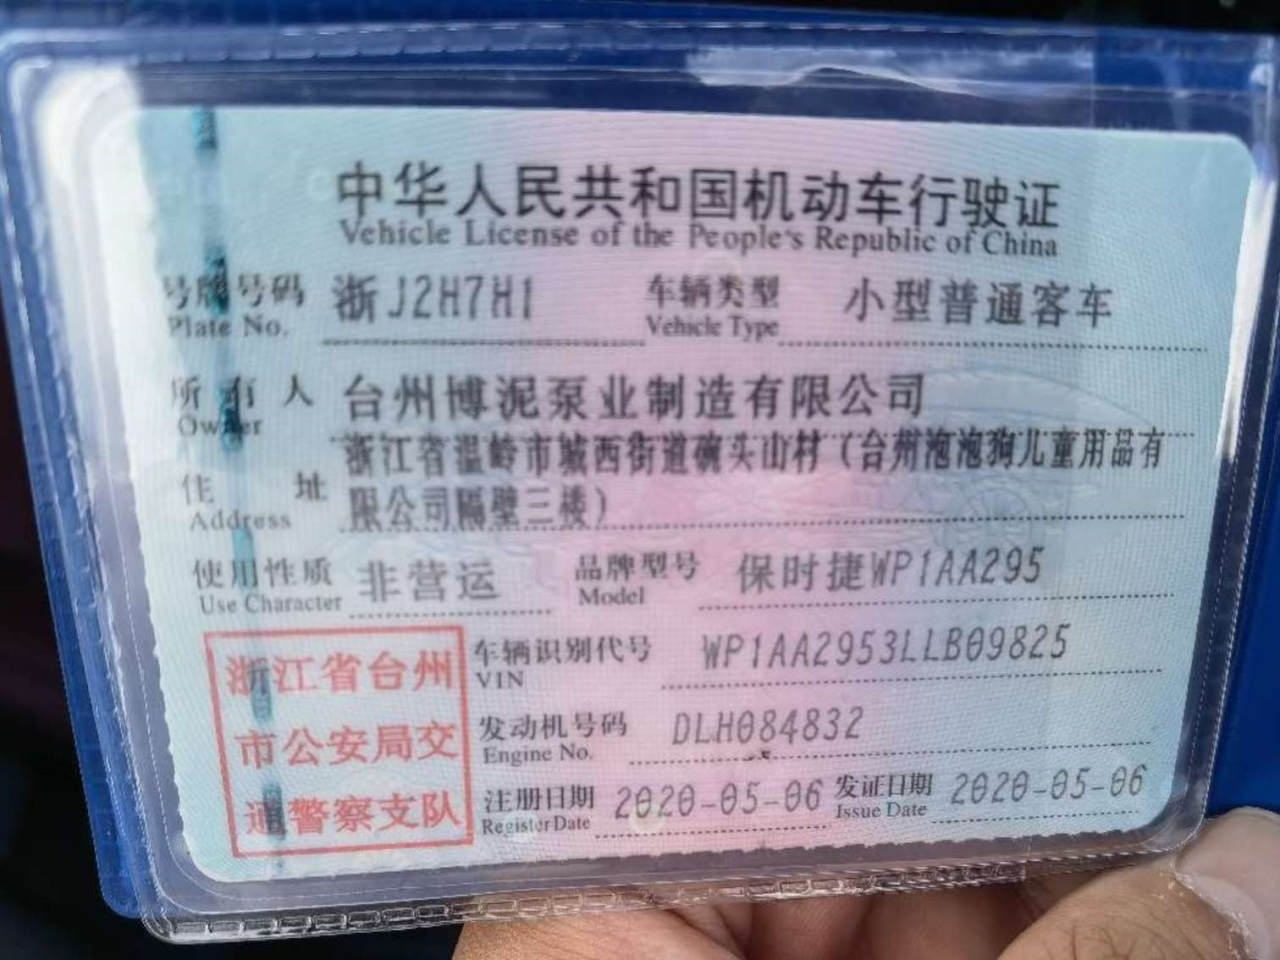 中华人民共和国机动车行驶证
Vehicle License of the People's Republic of China
号牌号码 浙J2H7H1 车辆类型 小型普通客车
Plate No. Vehicle Type
所有人 台州博泥泵业制造有限公司
Owner
浙江省温岭市城西街道碗头山村（台州泡泡狗儿童用品有
住址 限公司隔壁三楼）
Address
使用性质 非营运 品牌型号 保时捷WP1AA295
Use Character Model
车辆识别代号 WP1AA2953LLB09825
VIN
发动机号码 DLH084832
Engine No.
注册日期 2020-05-06 发证日期 2020-05-06
Register Date Issue Date
浙江省台州
市公安局交
通警察支队